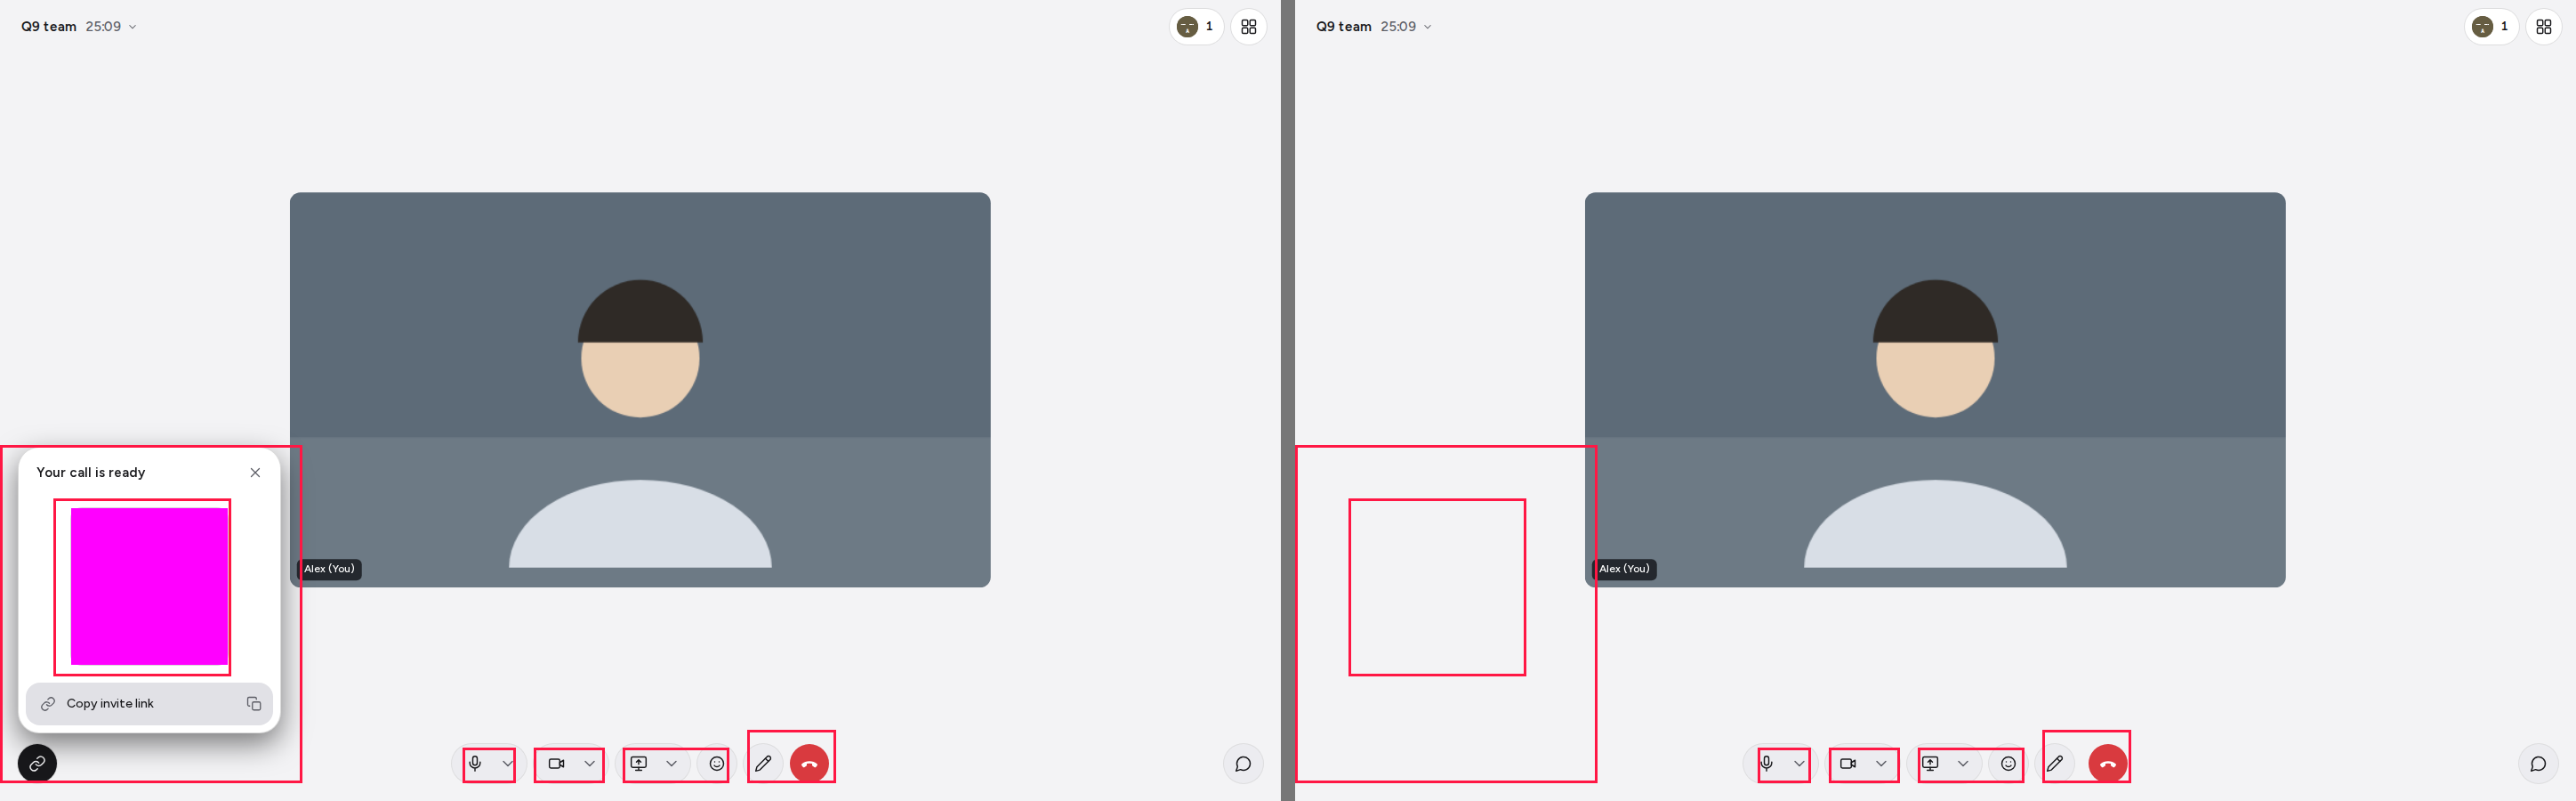 Q9 team 25:09
1
Your call is ready
Alex (You)
Copy invite link
Q9 team 25:09
1
Alex (You)